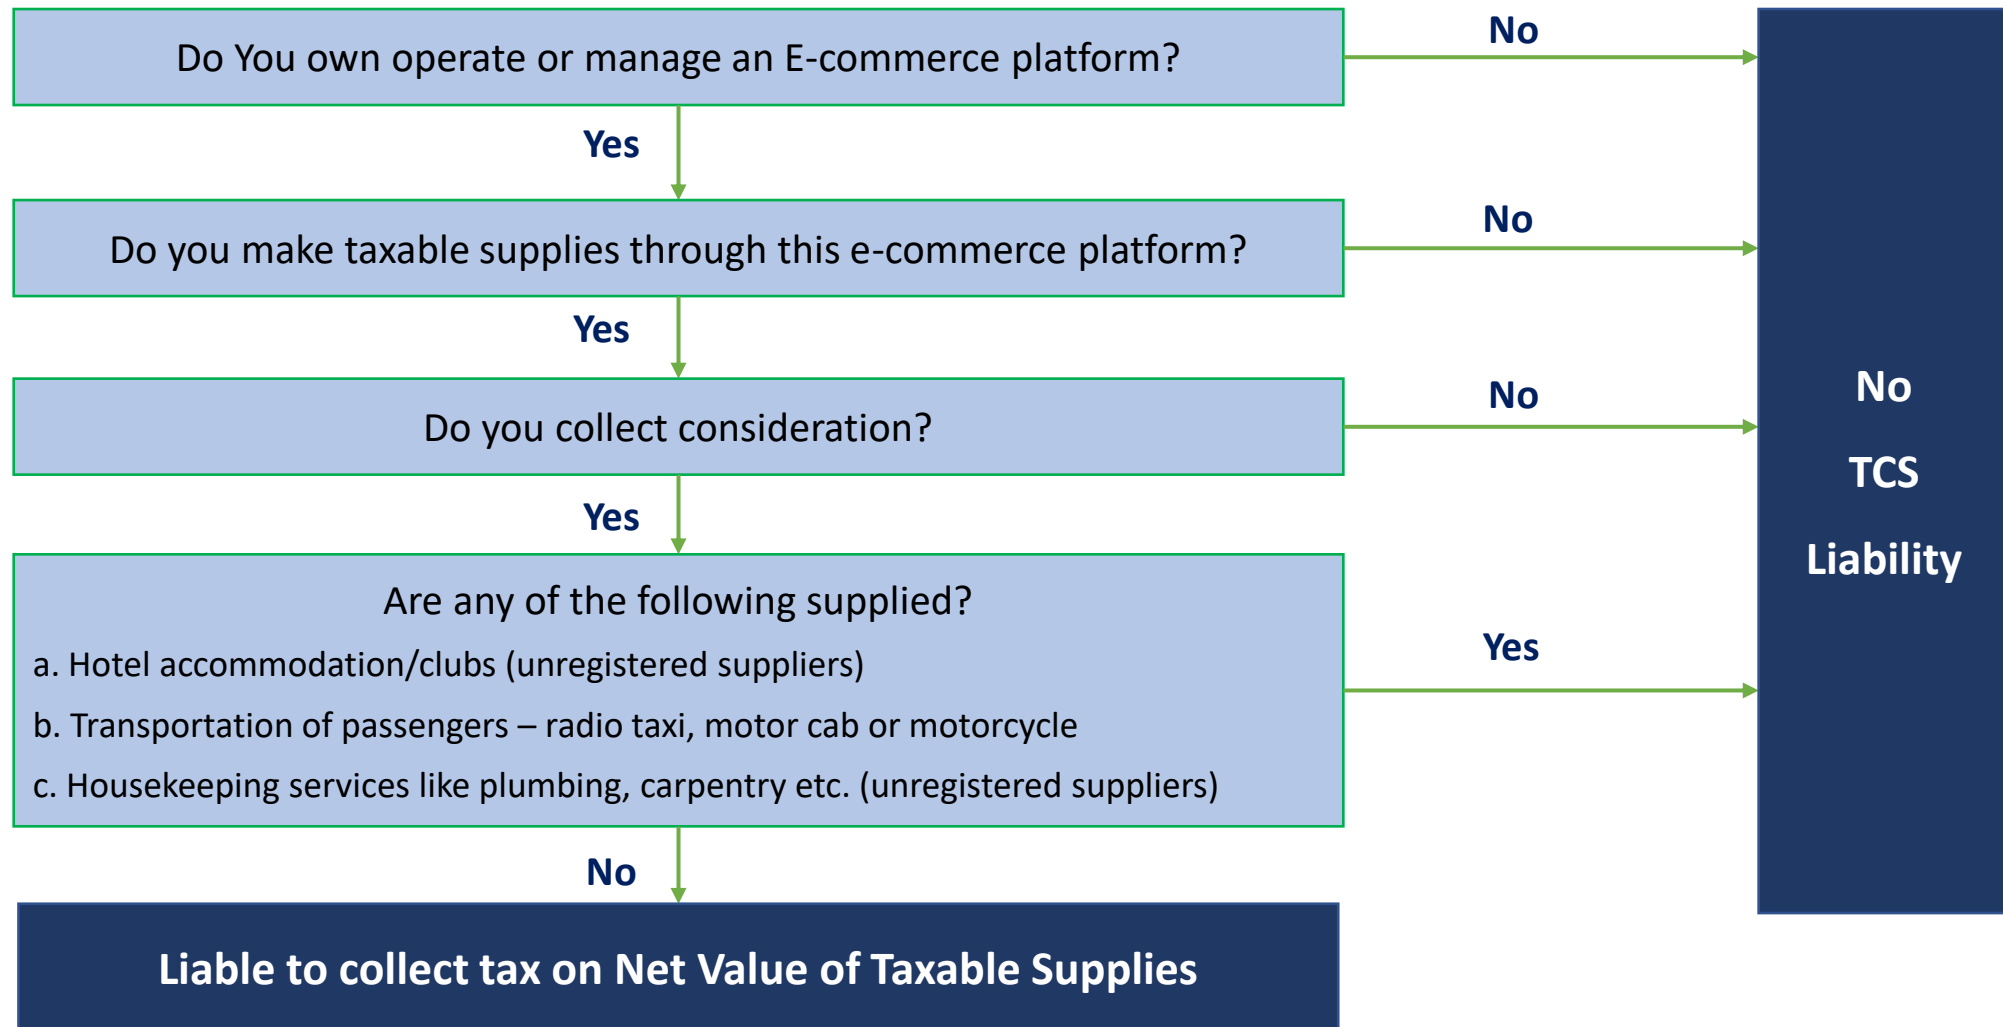 Do You own operate or manage an E-commerce platform?
No
Yes
Do you make taxable supplies through this e-commerce platform?
No
Yes
Do you collect consideration?
No
Yes
Are any of the following supplied?
a. Hotel accommodation/clubs (unregistered suppliers)
b. Transportation of passengers – radio taxi, motor cab or motorcycle
c. Housekeeping services like plumbing, carpentry etc. (unregistered suppliers)
Yes
No
Liable to collect tax on Net Value of Taxable Supplies
No
TCS
Liability